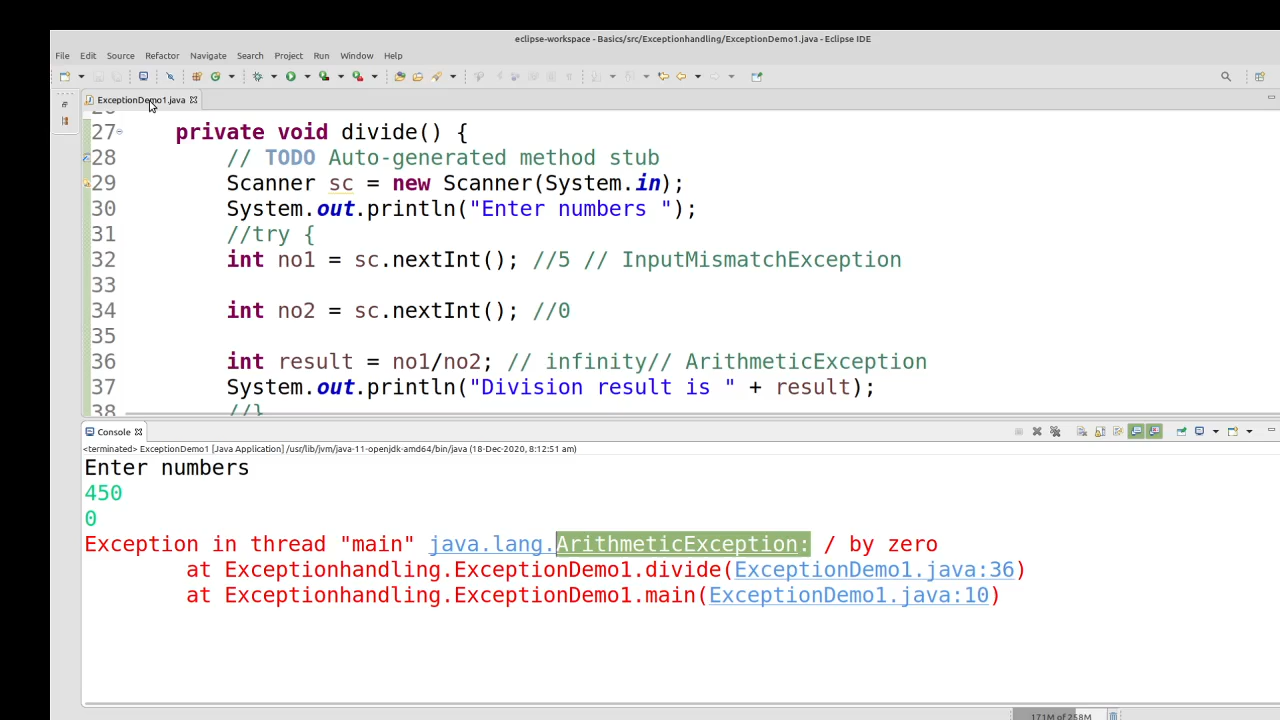 eclipse-workspace - Basics/src/Exceptionhandling/ExceptionDemo1.java - Eclipse IDE
File Edit Source Refactor Navigate Search Project Run Window Help
ExceptionDemo1.java
27 private void divide() {
28 // TODO Auto-generated method stub
29 Scanner sc = new Scanner(System.in);
30 System.out.println("Enter numbers ");
31 //try {
32 int no1 = sc.nextInt(); //5 // InputMismatchException
33
34 int no2 = sc.nextInt(); //0
35
36 int result = no1/no2; // infinity// ArithmeticException
37 System.out.println("Division result is " + result);
38 //}
Console
<terminated> ExceptionDemo1 [Java Application] /usr/lib/jvm/java-11-openjdk-amd64/bin/java (18-Dec-2020, 8:12:51 am)
Enter numbers
450
0
Exception in thread "main" java.lang.ArithmeticException: / by zero
at Exceptionhandling.ExceptionDemo1.divide(ExceptionDemo1.java:36)
at Exceptionhandling.ExceptionDemo1.main(ExceptionDemo1.java:10)
171M of 258M